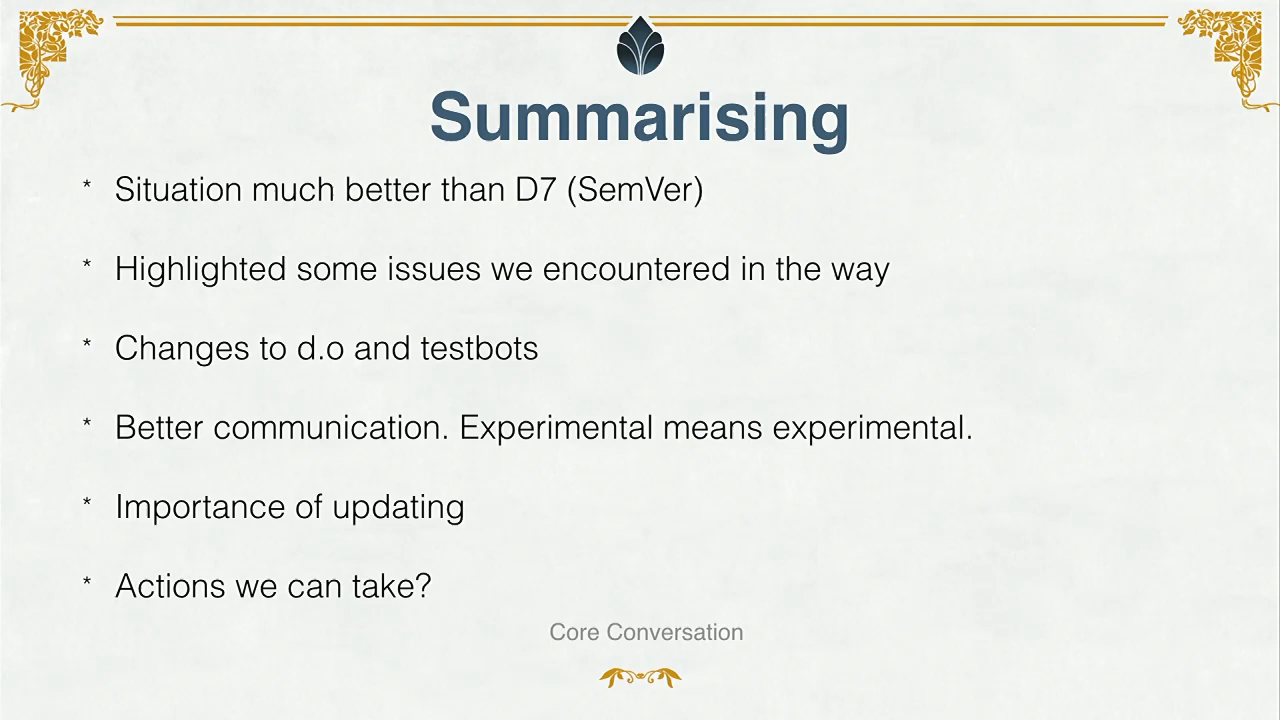 Summarising
* Situation much better than D7 (SemVer)
* Highlighted some issues we encountered in the way
* Changes to d.o and testbots
* Better communication. Experimental means experimental.
* Importance of updating
* Actions we can take?
Core Conversation